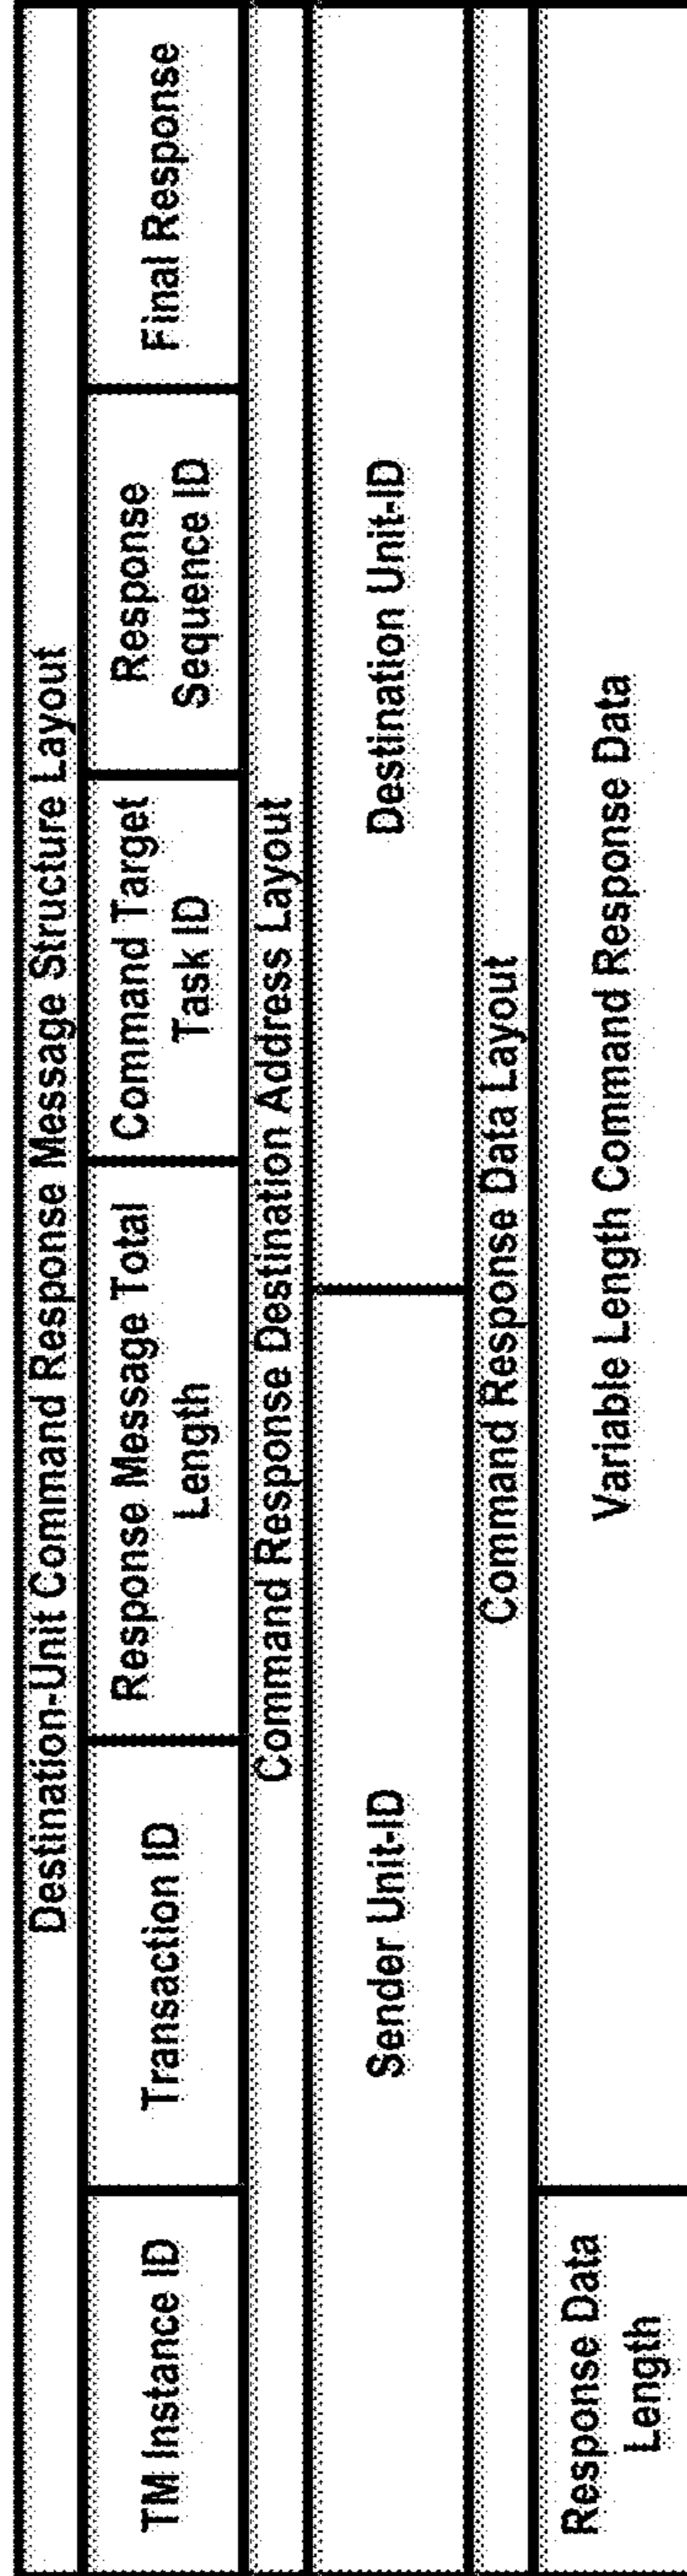 Destination-Unit Command Response Message Structure Layout
TM Instance ID
Transaction ID
Response Message Total
Length
Command Target
Task ID
Response
Sequence ID
Final Response
Command Response Destination Address Layout
Sender Unit-ID
Destination Unit-ID
Command Response Data Layout
Response Data
Length
Variable Length Command Response Data